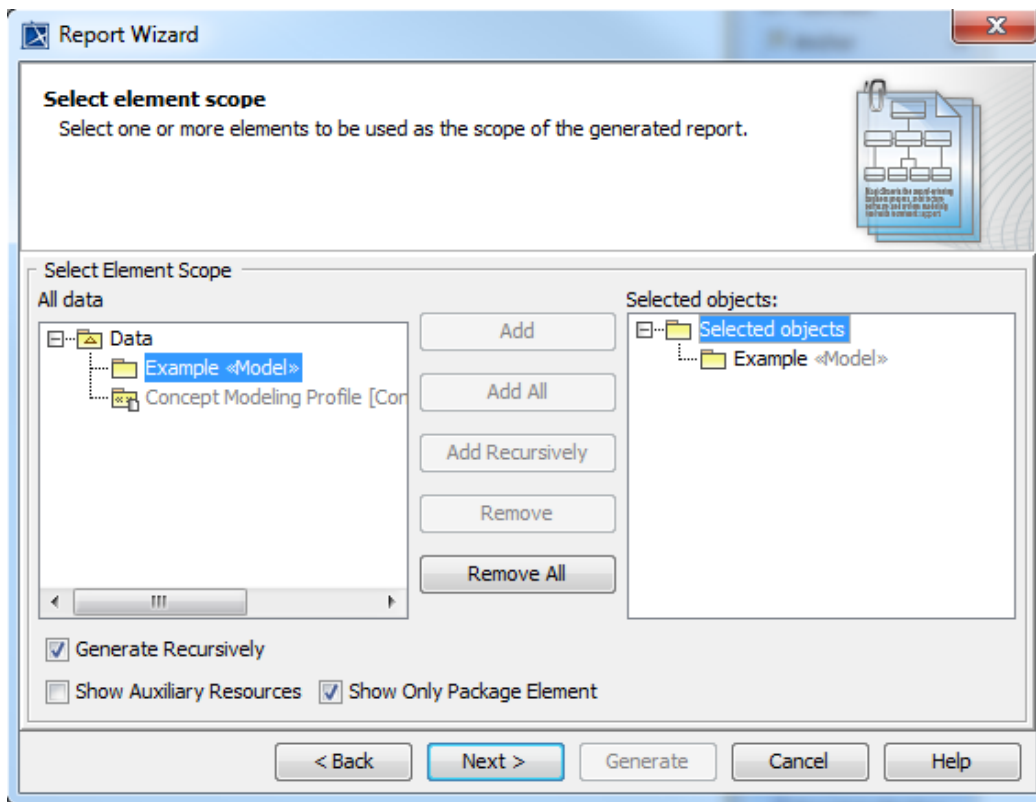 Report Wizard
Select element scope
Select one or more elements to be used as the scope of the generated report.
Select Element Scope
All data
Data
Example «Model»
Concept Modeling Profile [Con
Add
Add All
Add Recursively
Remove
Remove All
Selected objects:
Selected objects
Example «Model»
Generate Recursively
Show Auxiliary Resources
Show Only Package Element
< Back
Next >
Generate
Cancel
Help